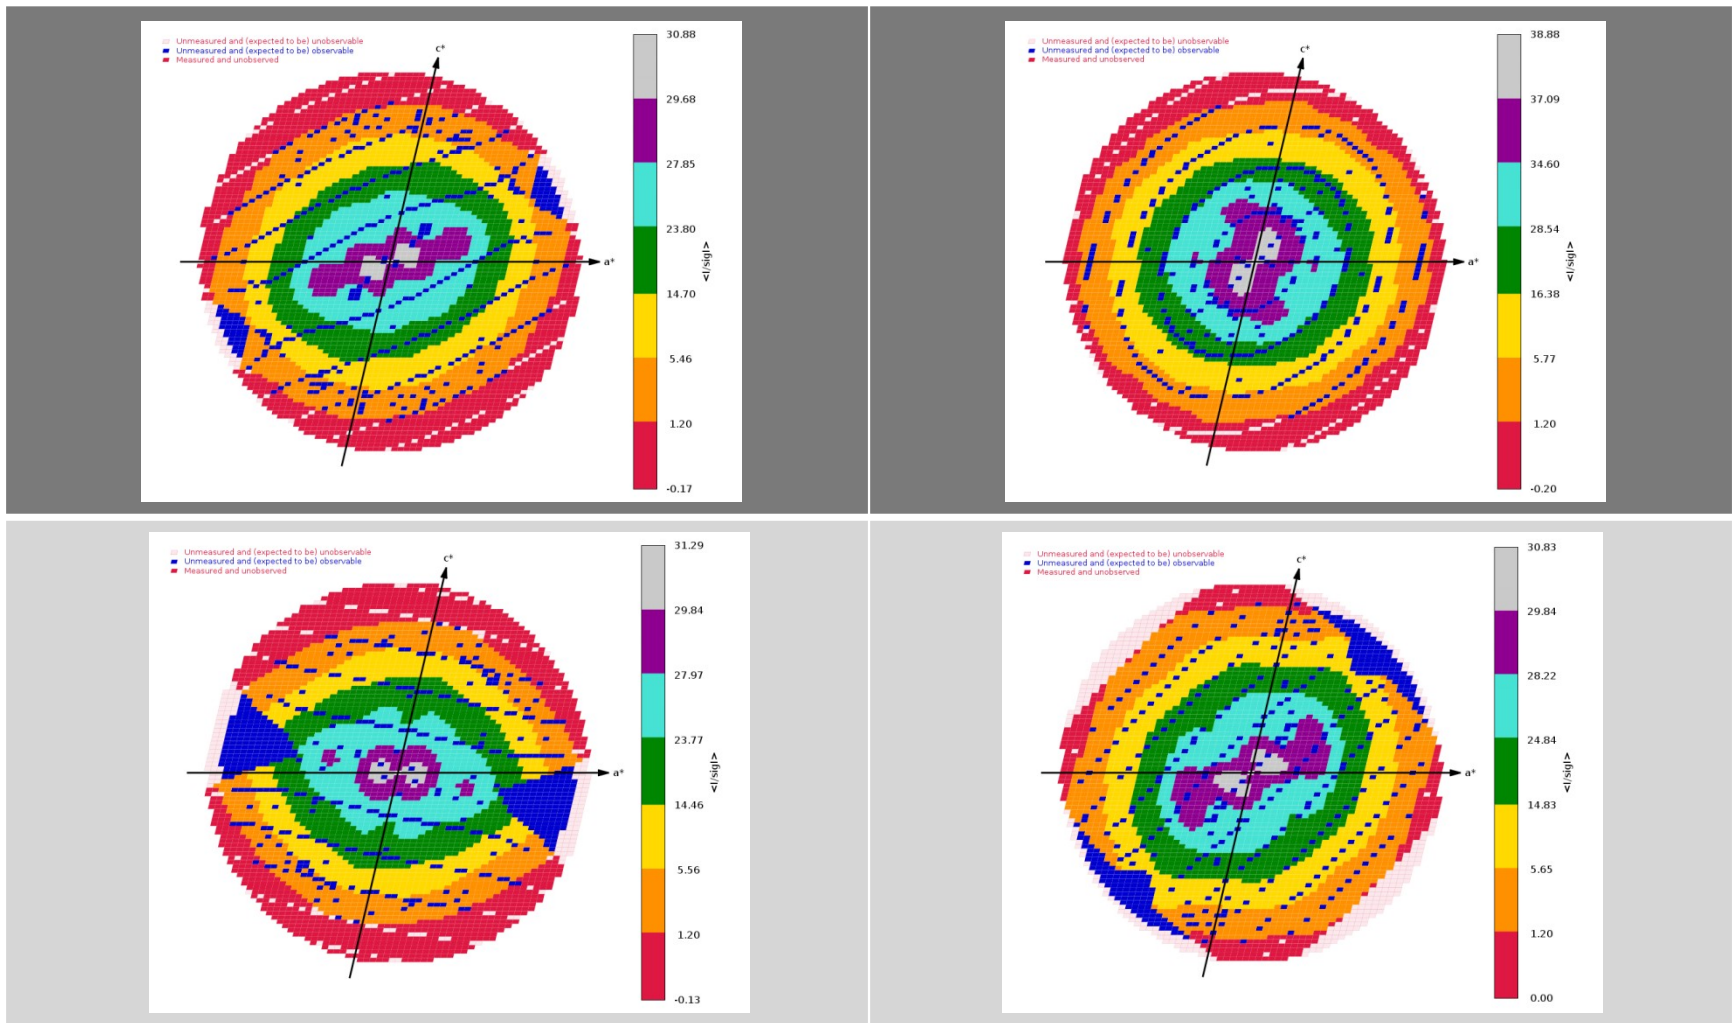 Unmeasured and (expected to be) unobservable
Unmeasured and (expected to be) observable
Measured and unobserved
c*
a*
30.88
29.68
27.85
23.80
14.70
5.46
1.20
-0.17
<I/sigI>
Unmeasured and (expected to be) unobservable
Unmeasured and (expected to be) observable
Measured and unobserved
c*
a*
38.88
37.09
34.60
28.54
16.38
5.77
1.20
-0.20
<I/sigI>
Unmeasured and (expected to be) unobservable
Unmeasured and (expected to be) observable
Measured and unobserved
c*
a*
31.29
29.84
27.97
23.77
14.46
5.56
1.20
-0.13
<I/sigI>
Unmeasured and (expected to be) unobservable
Unmeasured and (expected to be) observable
Measured and unobserved
c*
a*
30.83
29.84
28.22
24.84
14.83
5.65
1.20
0.00
<I/sigI>